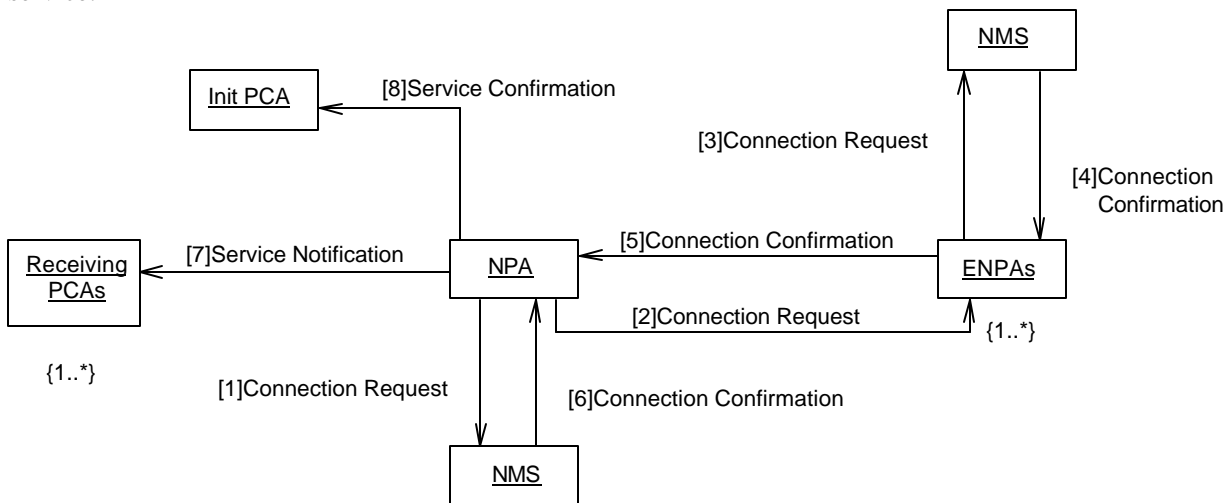 NMS
Init PCA
[8]Service Confirmation
[3]Connection Request
[4]Connection
Confirmation
Receiving
PCAs
[7]Service Notification
NPA
[5]Connection Confirmation
ENPAs
[2]Connection Request
{1..*}
{1..*}
[1]Connection Request
[6]Connection Confirmation
NMS